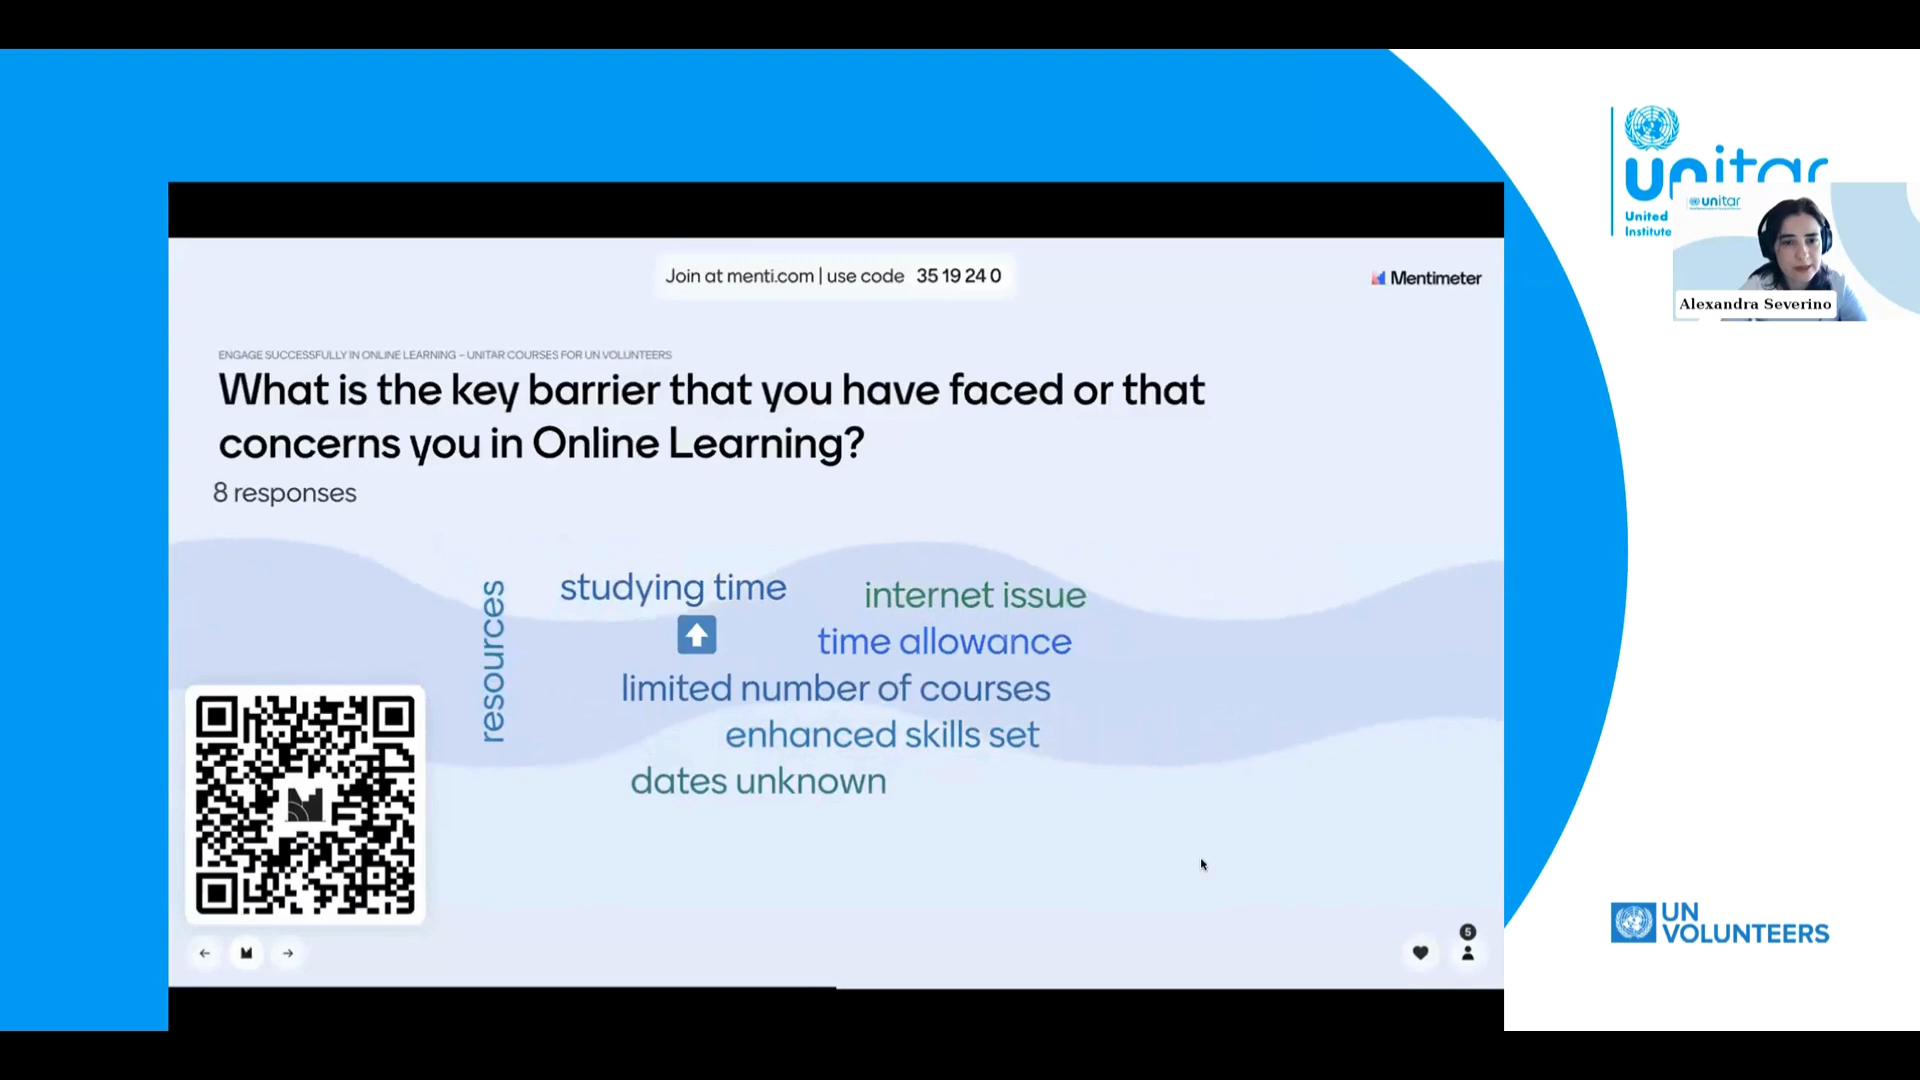 unitar
United
Institute
unitar
Alexandra Severino
Join at menti.com | use code 35 19 24 0
Mentimeter
ENGAGE SUCCESSFULLY IN ONLINE LEARNING – UNITAR COURSES FOR UN VOLUNTEERS
What is the key barrier that you have faced or that
concerns you in Online Learning?
8 responses
resources
studying time
internet issue
time allowance
limited number of courses
enhanced skills set
dates unknown
5
UN
VOLUNTEERS